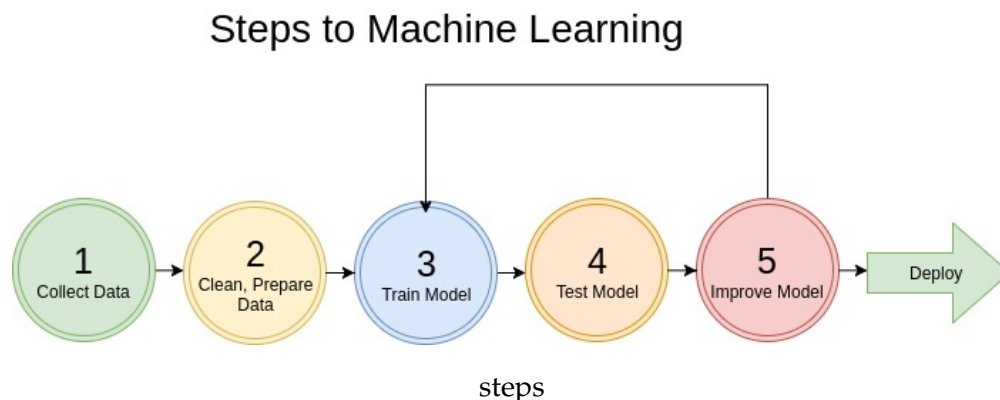 Steps to Machine Learning
1
Collect Data
2
Clean, Prepare
Data
3
Train Model
4
Test Model
5
Improve Model
Deploy
steps